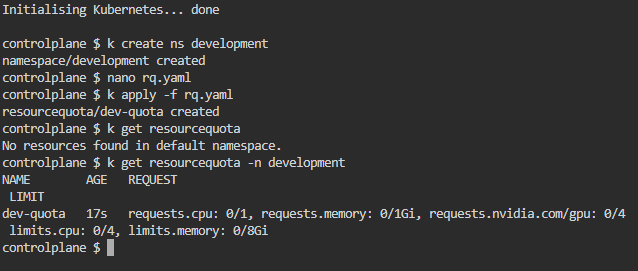 Initialising Kubernetes... done
controlplane $ k create ns development
namespace/development created
controlplane $ nano rq.yaml
controlplane $ k apply -f rq.yaml
resourcequota/dev-quota created
controlplane $ k get resourcequota
No resources found in default namespace.
controlplane $ k get resourcequota -n development
NAME        AGE   REQUEST
 LIMIT
dev-quota   17s   requests.cpu: 0/1, requests.memory: 0/1Gi, requests.nvidia.com/gpu: 0/4
 limits.cpu: 0/4, limits.memory: 0/8Gi
controlplane $